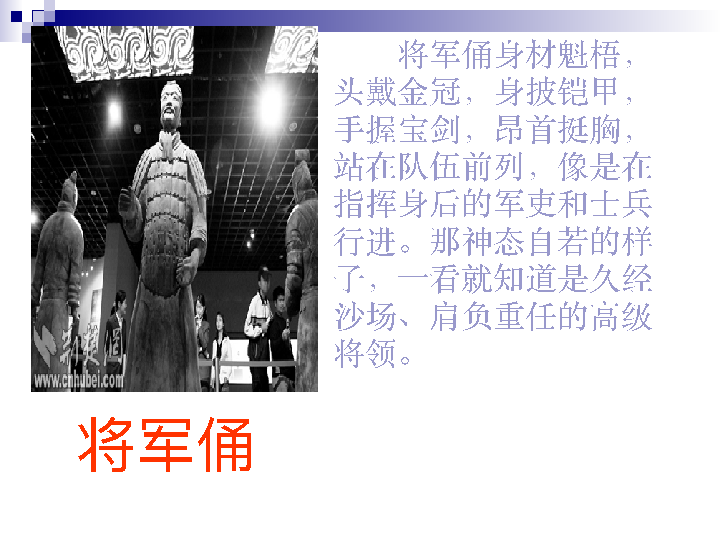 将军俑身材魁梧，
头戴金冠，身披铠甲，
手握宝剑，昂首挺胸，
站在队伍前列，像是在
指挥身后的军吏和士兵
行进。那神态自若的样
子，一看就知道是久经
沙场、肩负重任的高级
将领。
荆楚网
www.cnhubei.com
将军俑